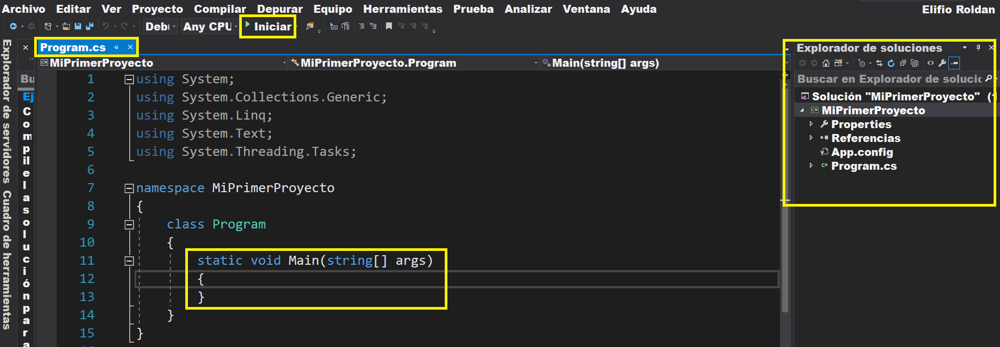 Archivo Editar Ver Proyecto Compilar Depurar Equipo Herramientas Prueba Analizar Ventana Ayuda
Elifio Roldan
Any CPU
Iniciar
Explorador de servidores
Cuadro de herramientas
Program.cs
MiPrimerProyecto
MiPrimerProyecto.Program
Main(string[] args)
Ej
Compile la solución para
1 using System;
2 using System.Collections.Generic;
3 using System.Linq;
4 using System.Text;
5 using System.Threading.Tasks;
6
7 namespace MiPrimerProyecto
8 {
9 class Program
10 {
11 static void Main(string[] args)
12 {
13 }
14 }
15 }
Explorador de soluciones
Buscar en Explorador de solucio
Solución "MiPrimerProyecto" (1
MiPrimerProyecto
Properties
Referencias
App.config
Program.cs